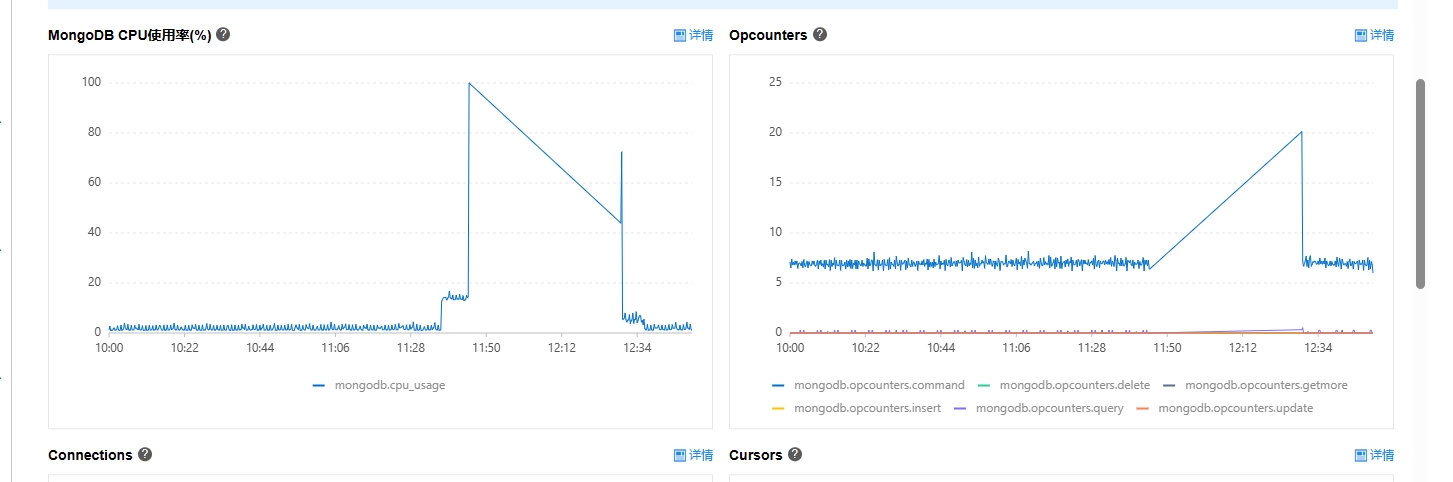 MongoDB CPU使用率(%) ? 详情
100
80
60
40
20
0
10:00 10:22 10:44 11:06 11:28 11:50 12:12 12:34
mongodb.cpu_usage
Opcounters ? 详情
25
20
15
10
5
0
10:00 10:22 10:44 11:06 11:28 11:50 12:12 12:34
mongodb.opcounters.command mongodb.opcounters.delete mongodb.opcounters.getmore
mongodb.opcounters.insert mongodb.opcounters.query mongodb.opcounters.update
Connections ? 详情
Cursors ? 详情